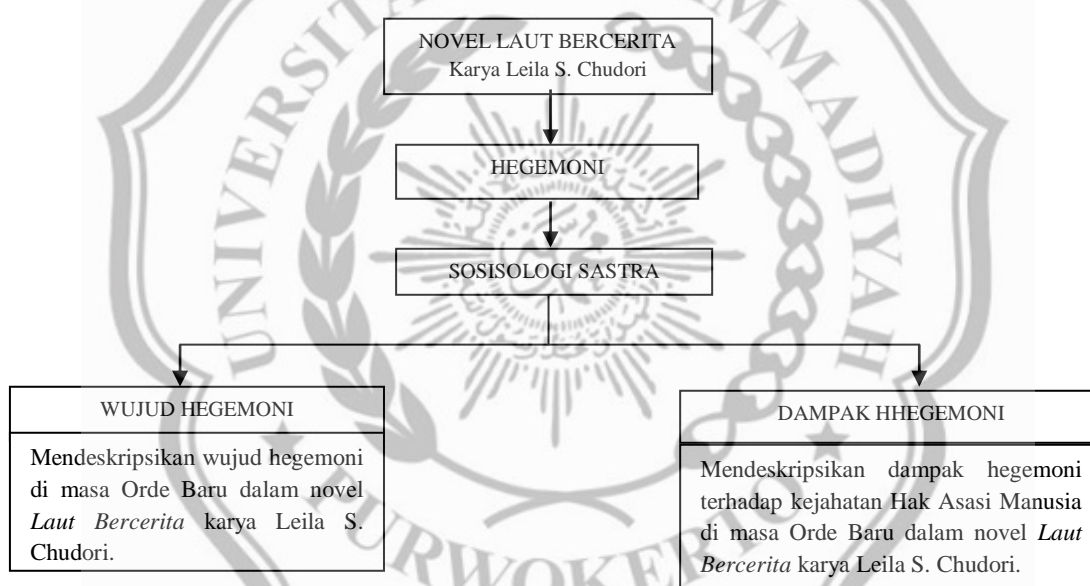 NOVEL LAUT BERCERITA
Karya Leila S. Chudori
HEGEMONI
SOSISOLOGI SASTRA
WUJUD HEGEMONI
Mendeskripsikan wujud hegemoni
di masa Orde Baru dalam novel
Laut Bercerita karya Leila S.
Chudori.
DAMPAK HHEGEMONI
Mendeskripsikan dampak hegemoni
terhadap kejahatan Hak Asasi Manusia
di masa Orde Baru dalam novel Laut
Bercerita karya Leila S. Chudori.